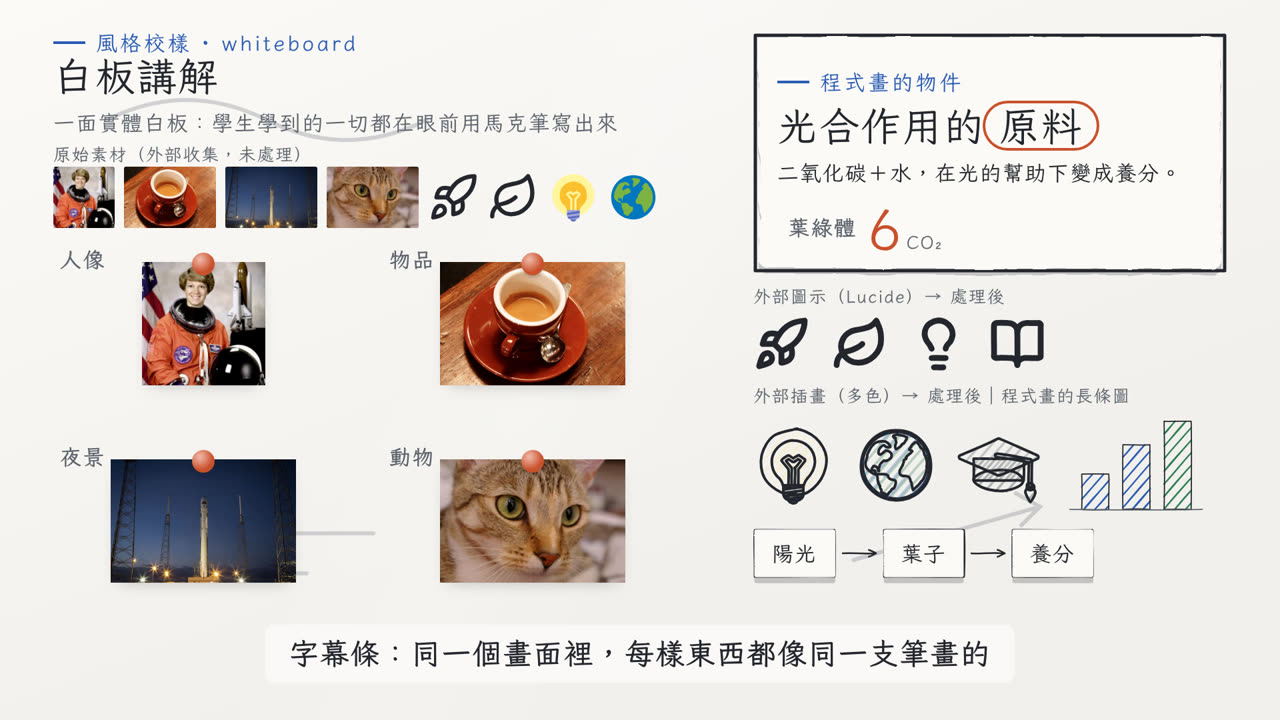 風格校樣・whiteboard
白板講解
一面實體白板：學生學到的一切都在眼前用馬克筆寫出來
原始素材（外部收集，未處理）
人像
物品
夜景
動物
程式畫的物件
光合作用的原料
二氧化碳＋水，在光的幫助下變成養分。
葉綠體 6 CO₂
外部圖示（Lucide）→ 處理後
外部插畫（多色）→ 處理後｜程式畫的長條圖
陽光 → 葉子 → 養分
字幕條：同一個畫面裡，每樣東西都像同一支筆畫的